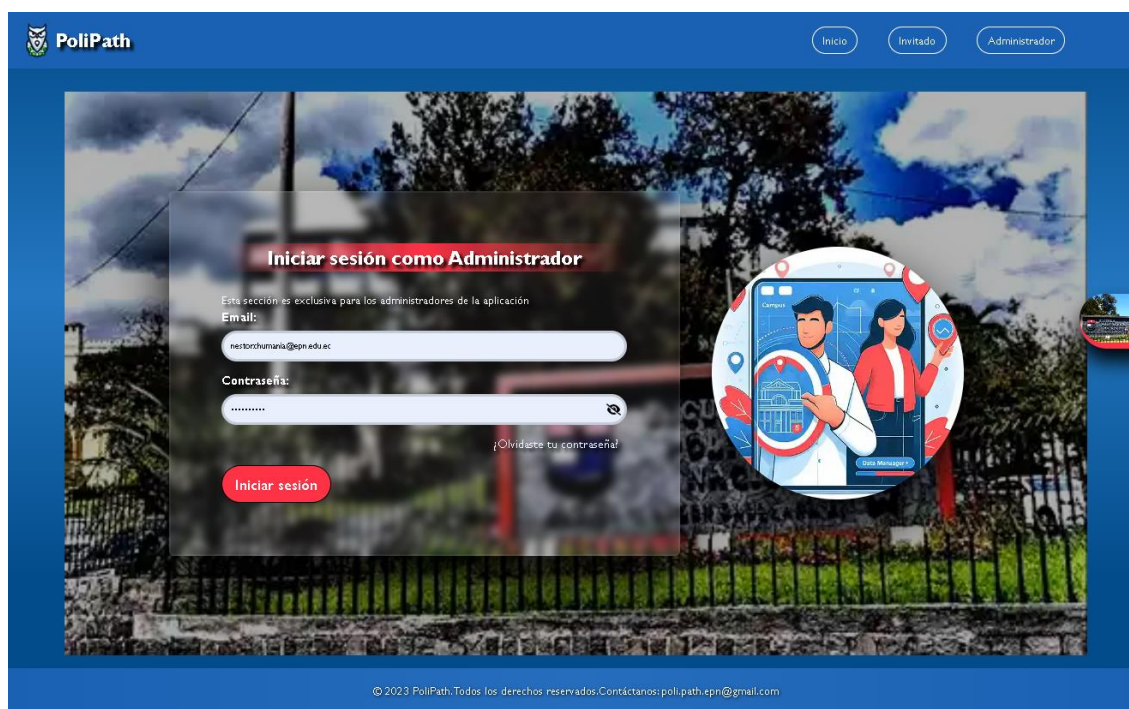 PoliPath
Inicio
Invitado
Administrador
Iniciar sesión como Administrador
Esta sección es exclusiva para los administradores de la aplicación
Email:
nestor.chumania@epn.edu.ec
Contraseña:
¿Olvidaste tu contraseña?
Iniciar sesión
Campus
Data Manager
© 2023 PoliPath.Todos los derechos reservados.Contáctanos: poli.path.epn@gmail.com